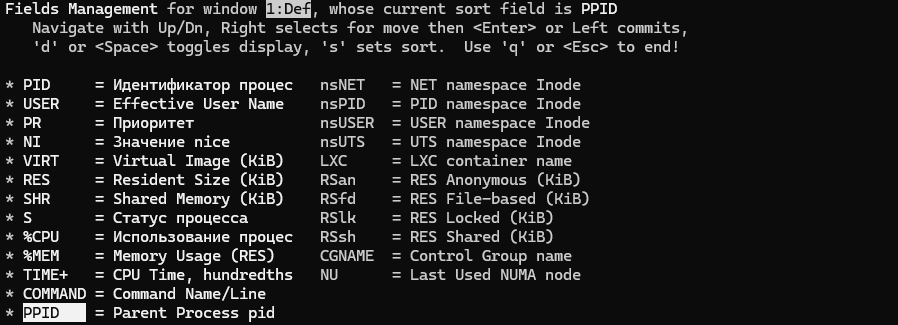 Fields Management for window 1:Def, whose current sort field is PPID
Navigate with Up/Dn, Right selects for move then <Enter> or Left commits,
'd' or <Space> toggles display, 's' sets sort.  Use 'q' or <Esc> to end!
* PID     = Идентификатор процес   nsNET   = NET namespace Inode
* USER    = Effective User Name    nsPID   = PID namespace Inode
* PR      = Приоритет              nsUSER  = USER namespace Inode
* NI      = Значение nice          nsUTS   = UTS namespace Inode
* VIRT    = Virtual Image (KiB)    LXC     = LXC container name
* RES     = Resident Size (KiB)    RSan    = RES Anonymous (KiB)
* SHR     = Shared Memory (KiB)    RSfd    = RES File-based (KiB)
* S       = Статус процесса        RSlk    = RES Locked (KiB)
* %CPU    = Использование процес   RSsh    = RES Shared (KiB)
* %MEM    = Memory Usage (RES)     CGNAME  = Control Group name
* TIME+   = CPU Time, hundredths   NU      = Last Used NUMA node
* COMMAND = Command Name/Line
* PPID    = Parent Process pid